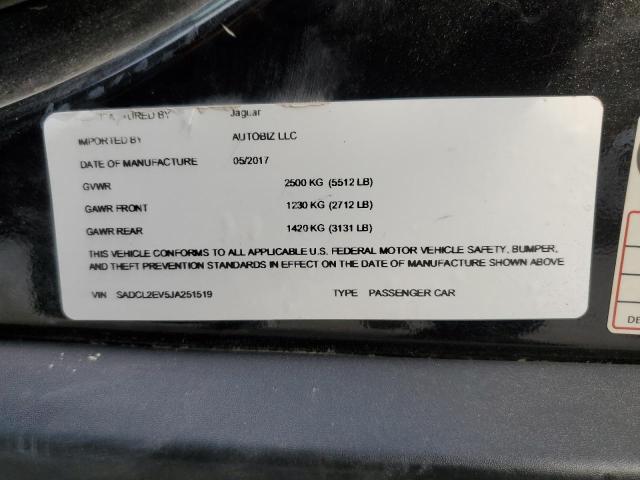 BY Jaguar
IMPORTED BY AUTOBIZ LLC
DATE OF MANUFACTURE 05/2017
GVWR 2500 KG (5512 LB)
GAWR FRONT 1230 KG (2712 LB)
GAWR REAR 1420 KG (3131 LB)
THIS VEHICLE CONFORMS TO ALL APPLICABLE U.S. FEDERAL MOTOR VEHICLE SAFETY, BUMPER,
AND THEFT PREVENTION STANDARDS IN EFFECT ON THE DATE OF MANUFACTURE SHOWN ABOVE
VIN SADCL2EV5JA251519 TYPE PASSENGER CAR